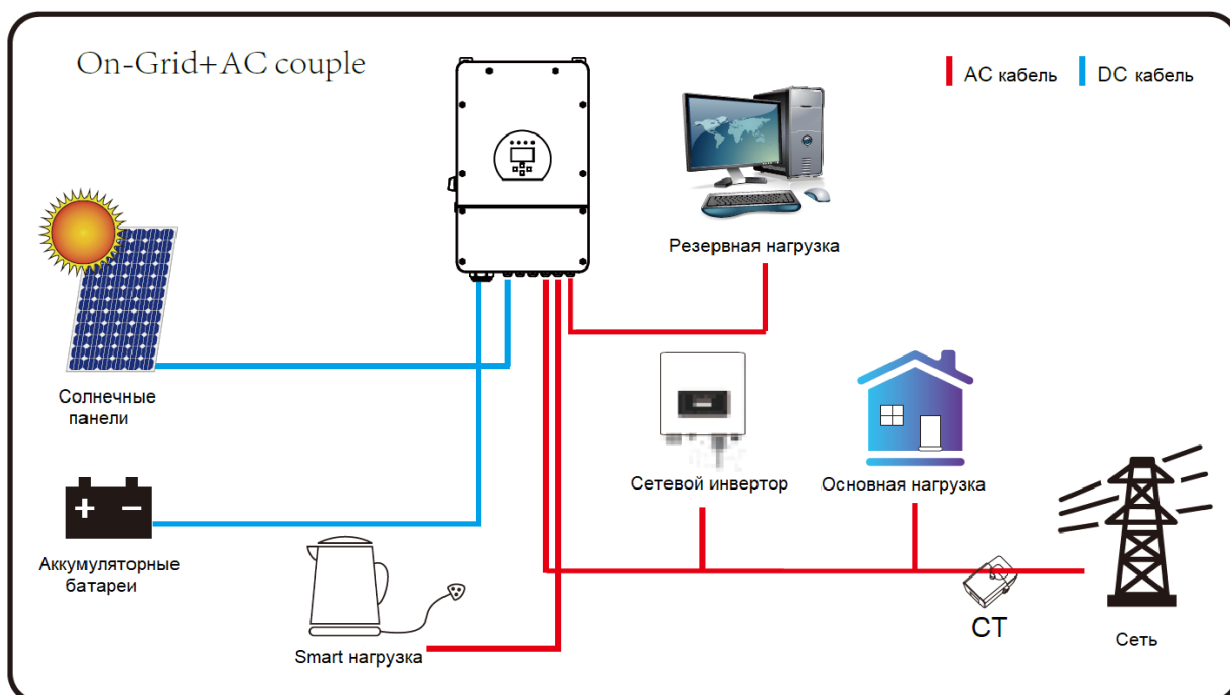 On-Grid+AC couple
AC кабель
DC кабель
Резервная нагрузка
Солнечные
панели
Сетевой инвертор
Основная нагрузка
Аккумуляторные
батареи
Smart нагрузка
CT
Сеть